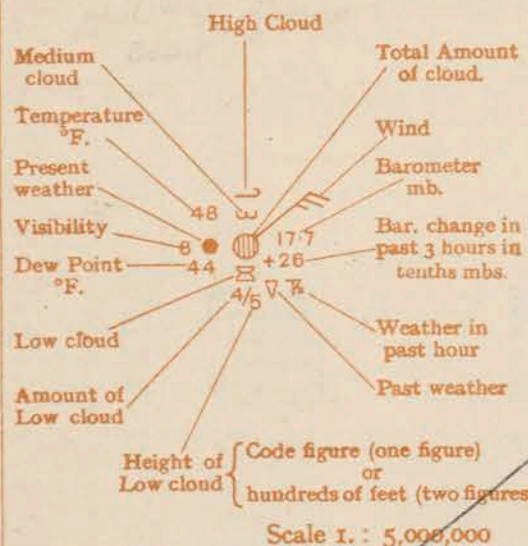 High Cloud
Medium
cloud
Total Amount
of cloud.
Temperature
°F.
Wind
Present
weather
Barometer
mb.
48
Visibility
8
17.7
Bar. change in
past 3 hours in
tenths mbs.
+26
Dew Point
°F.
44
4/5
Low cloud
Weather in
past hour
Amount of
Low cloud
Past weather
Height of
Low cloud
Code figure (one figure)
or
hundreds of feet (two figures
Scale 1. : 5,000,000